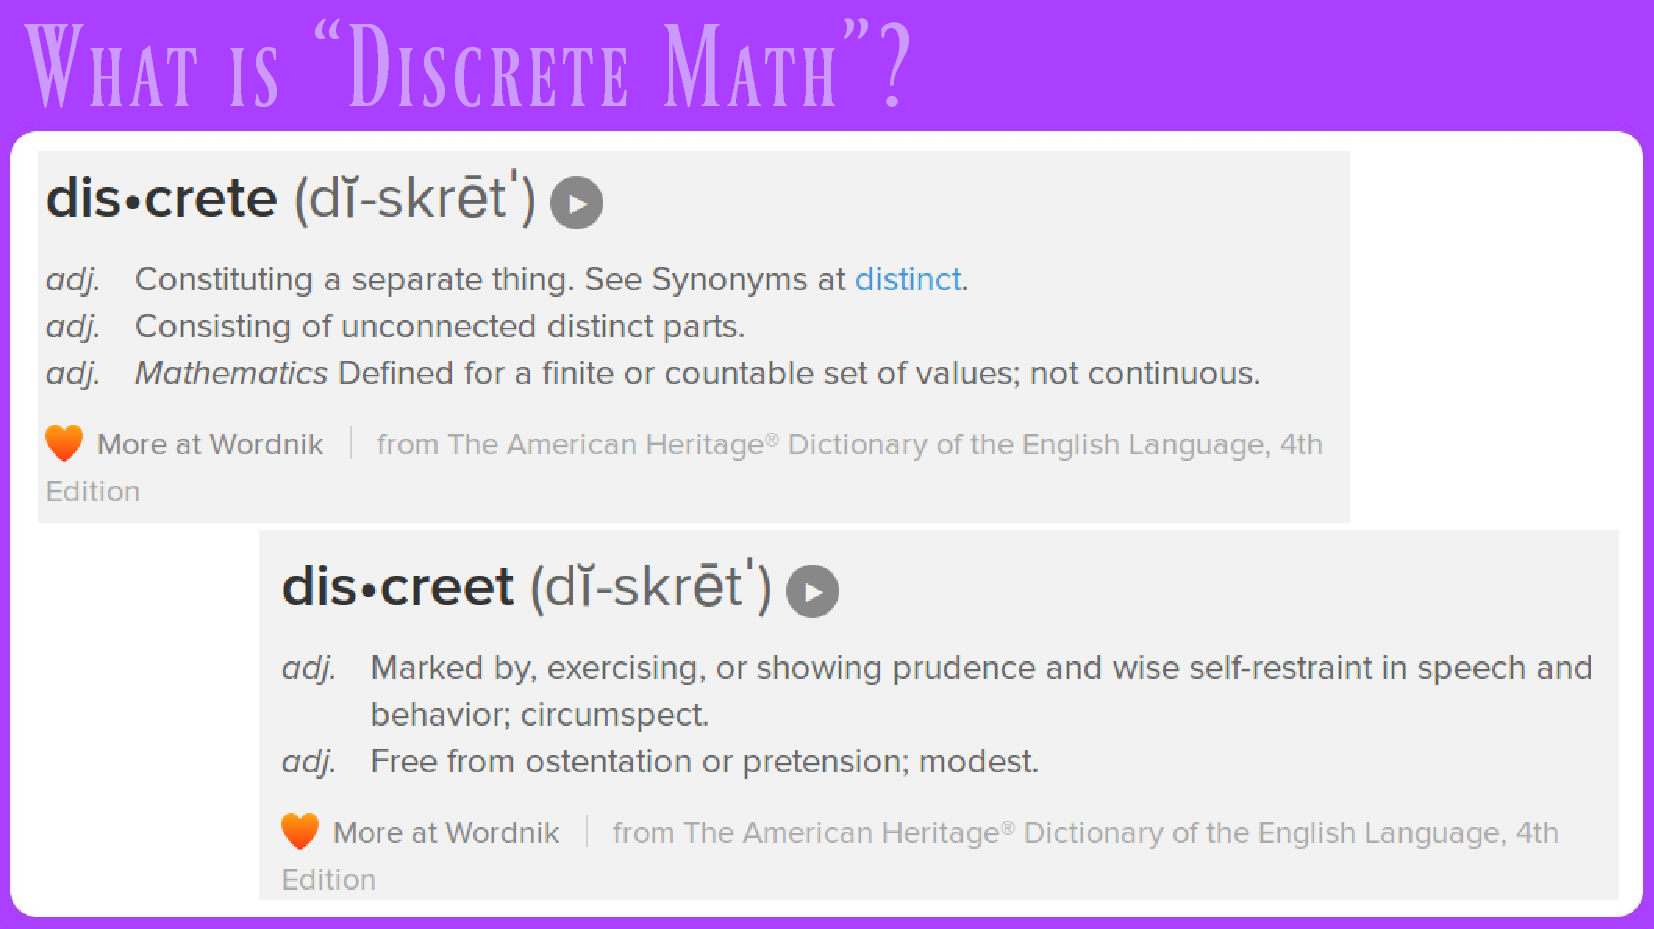 What is “Discrete Math”?
dis•crete (dĭ-skrētˈ)
adj. Constituting a separate thing. See Synonyms at distinct.
adj. Consisting of unconnected distinct parts.
adj. Mathematics Defined for a finite or countable set of values; not continuous.
More at Wordnik | from The American Heritage® Dictionary of the English Language, 4th
Edition
dis•creet (dĭ-skrētˈ)
adj. Marked by, exercising, or showing prudence and wise self-restraint in speech and
behavior; circumspect.
adj. Free from ostentation or pretension; modest.
More at Wordnik | from The American Heritage® Dictionary of the English Language, 4th
Edition